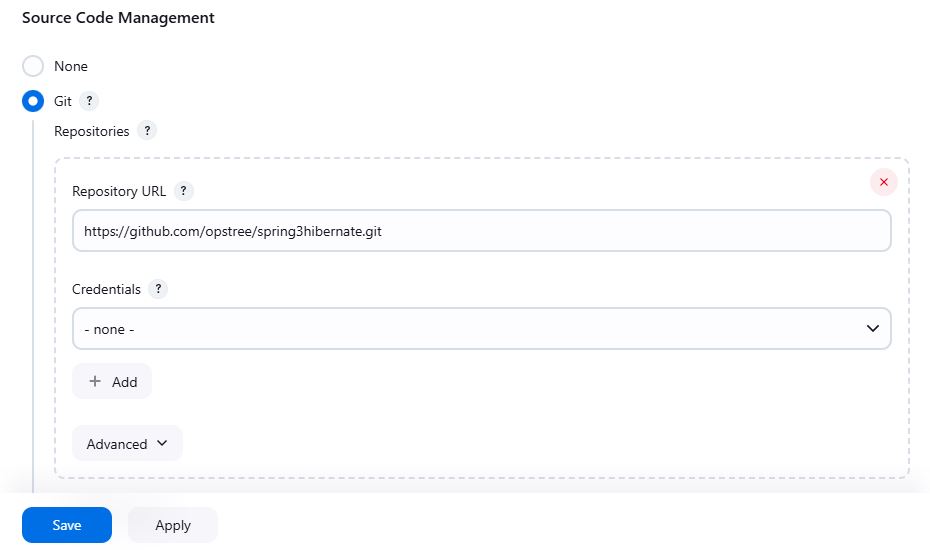 Source Code Management
None
Git ?
Repositories ?
Repository URL ?
https://github.com/opstree/spring3hibernate.git
Credentials ?
- none -
+ Add
Advanced
Save Apply